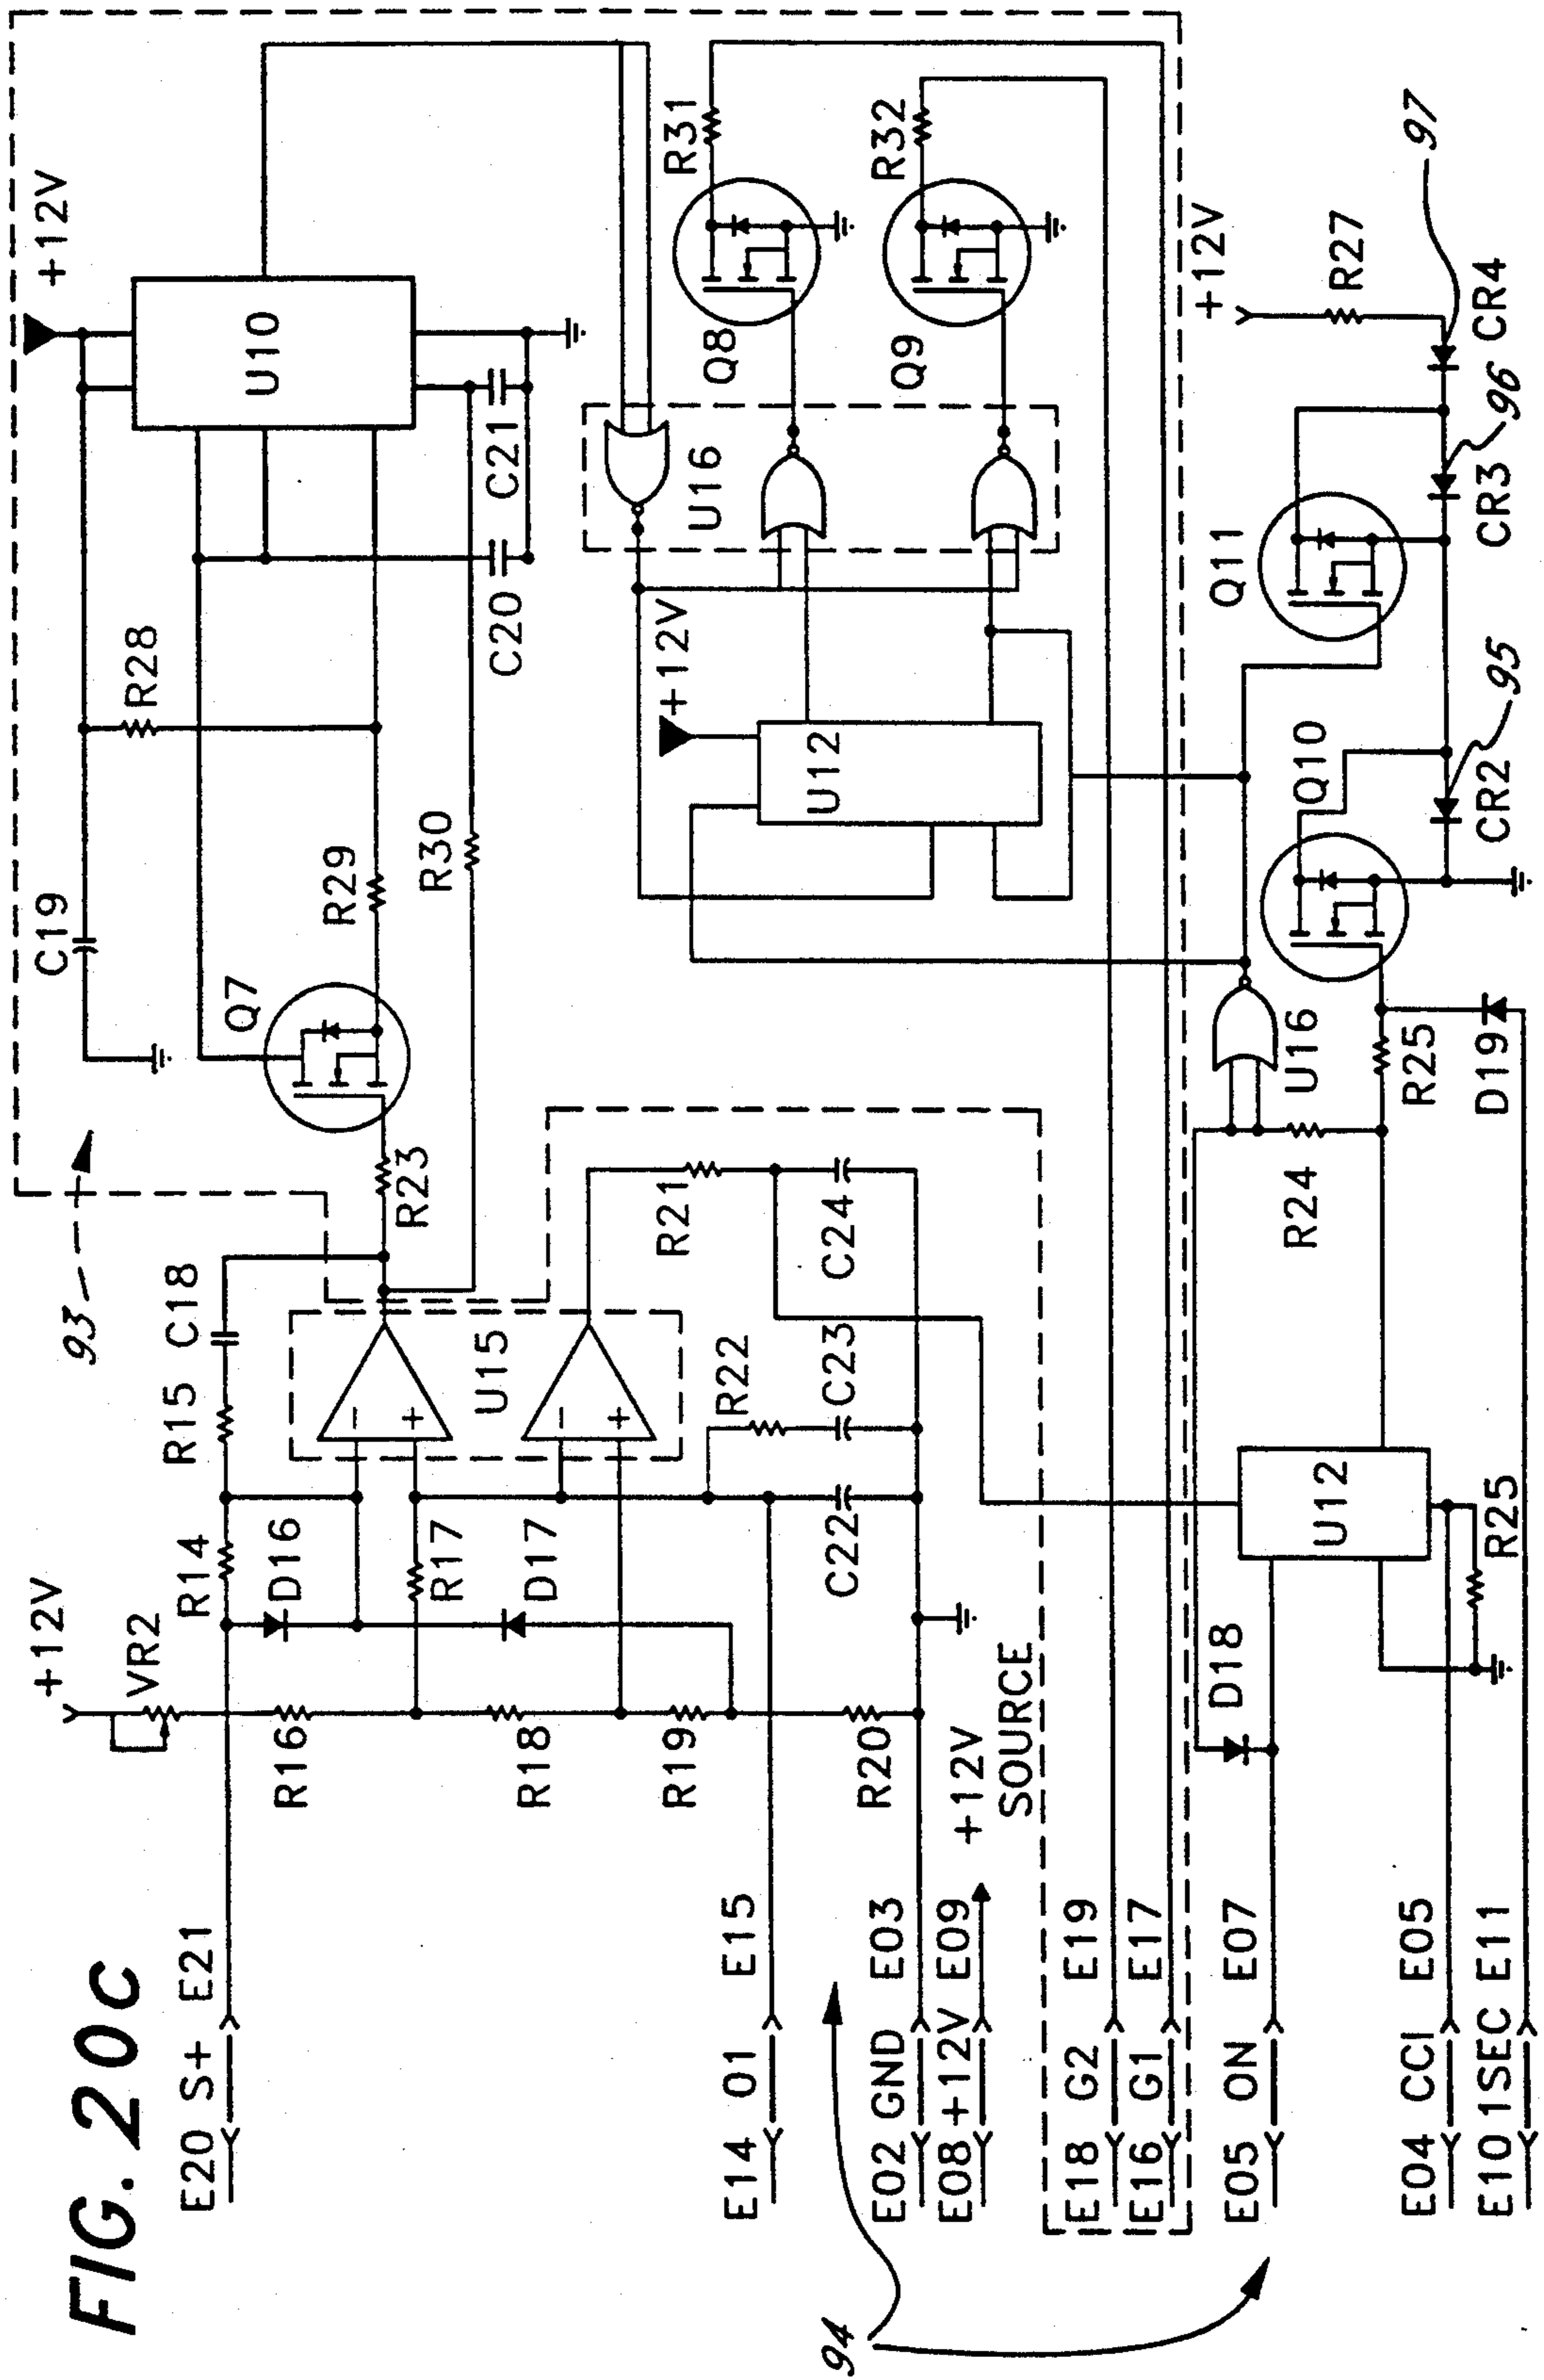 FIG. 20C
E20 S+ E21
E14 O1 E15
E02 GND E03
E08 +12V E09
+12V
SOURCE
E18 G2 E19
E16 G1 E17
E05 ON E07
E04 CCI E05
E10 1SEC E11
94
93
+12V
VR2
R14
R15
C18
D16
R16
R17
D17
R18
R19
R20
U15
R22
C22
C23
R21
C24
R23
Q7
C19
R29
R28
R30
C20
C21
U10
+12V
U16
+12V
U12
Q8
R31
Q9
R32
D18
U12
R25
R24
U16
R25
D19
Q10
CR2
95
Q11
CR3
96
CR4
97
R27
+12V